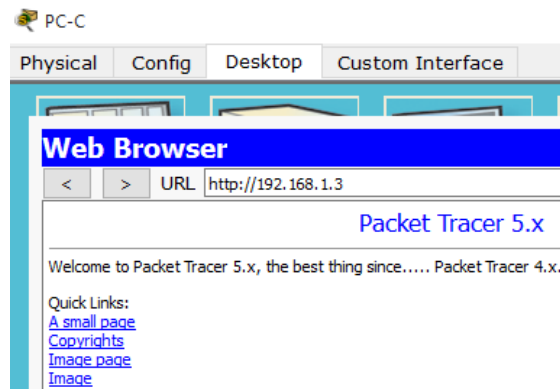 PC-C
Physical Config Desktop Custom Interface
Web Browser
< > URL http://192.168.1.3
Packet Tracer 5.x
Welcome to Packet Tracer 5.x, the best thing since..... Packet Tracer 4.x.
Quick Links:
A small page
Copyrights
Image page
Image